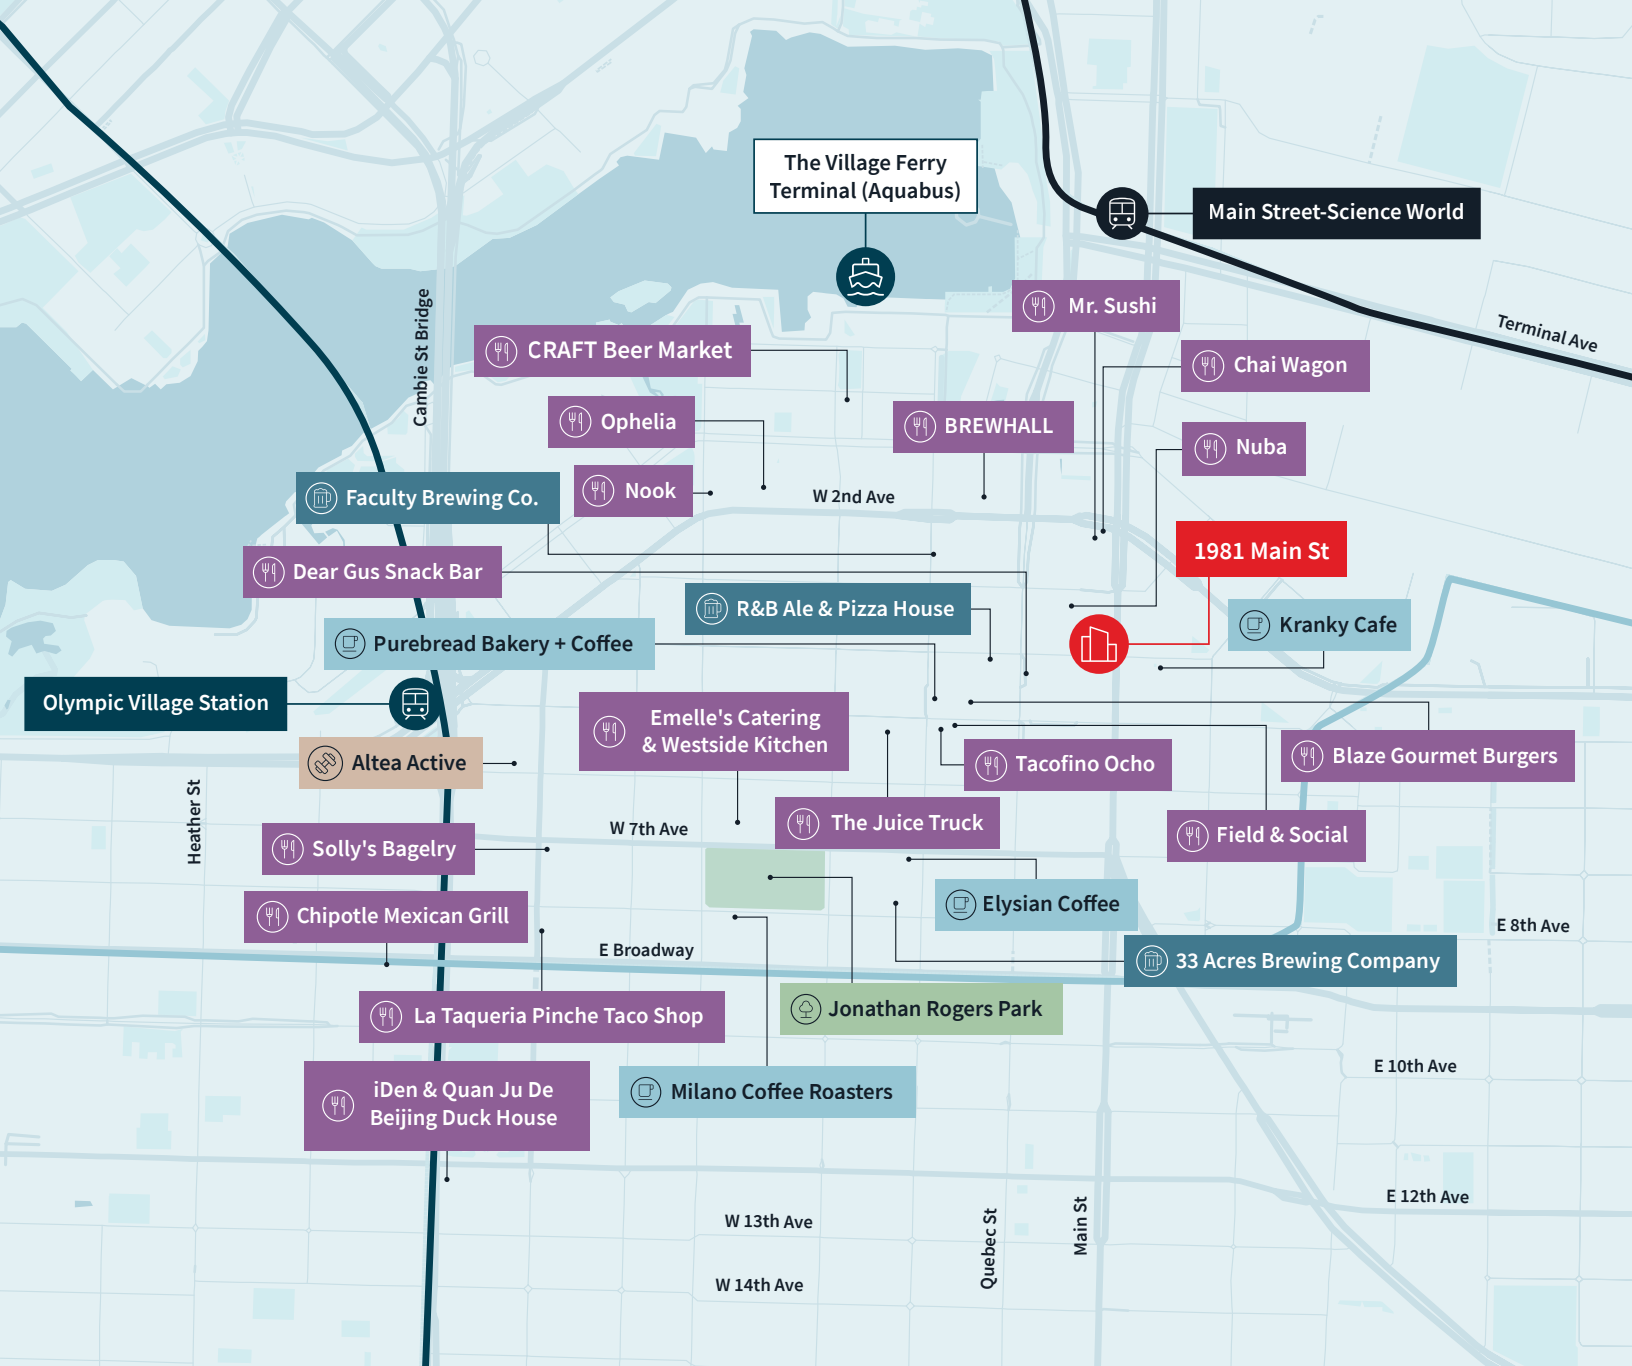 The Village Ferry
Terminal (Aquabus)
Main Street-Science World
Mr. Sushi
Terminal Ave
Cambie St Bridge
CRAFT Beer Market
Chai Wagon
Ophelia
BREWHALL
Nuba
Nook
W 2nd Ave
Faculty Brewing Co.
1981 Main St
Dear Gus Snack Bar
R&B Ale & Pizza House
Kranky Cafe
Purebread Bakery + Coffee
Olympic Village Station
Emelle's Catering
& Westside Kitchen
Altea Active
Tacofino Ocho
Blaze Gourmet Burgers
Heather St
W 7th Ave
The Juice Truck
Field & Social
Solly's Bagelry
Chipotle Mexican Grill
Elysian Coffee
E 8th Ave
E Broadway
33 Acres Brewing Company
La Taqueria Pinche Taco Shop
Jonathan Rogers Park
E 10th Ave
iDen & Quan Ju De
Beijing Duck House
Milano Coffee Roasters
E 12th Ave
W 13th Ave
Quebec St
Main St
W 14th Ave